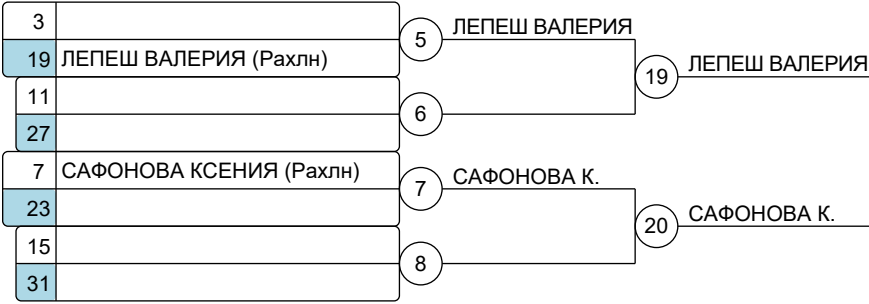 3
5 ЛЕПЕШ ВАЛЕРИЯ
19 ЛЕПЕШ ВАЛЕРИЯ (Рахлн)
19 ЛЕПЕШ ВАЛЕРИЯ
11
6
27
7 САФОНОВА КСЕНИЯ (Рахлн)
7 САФОНОВА К.
23
20 САФОНОВА К.
15
8
31